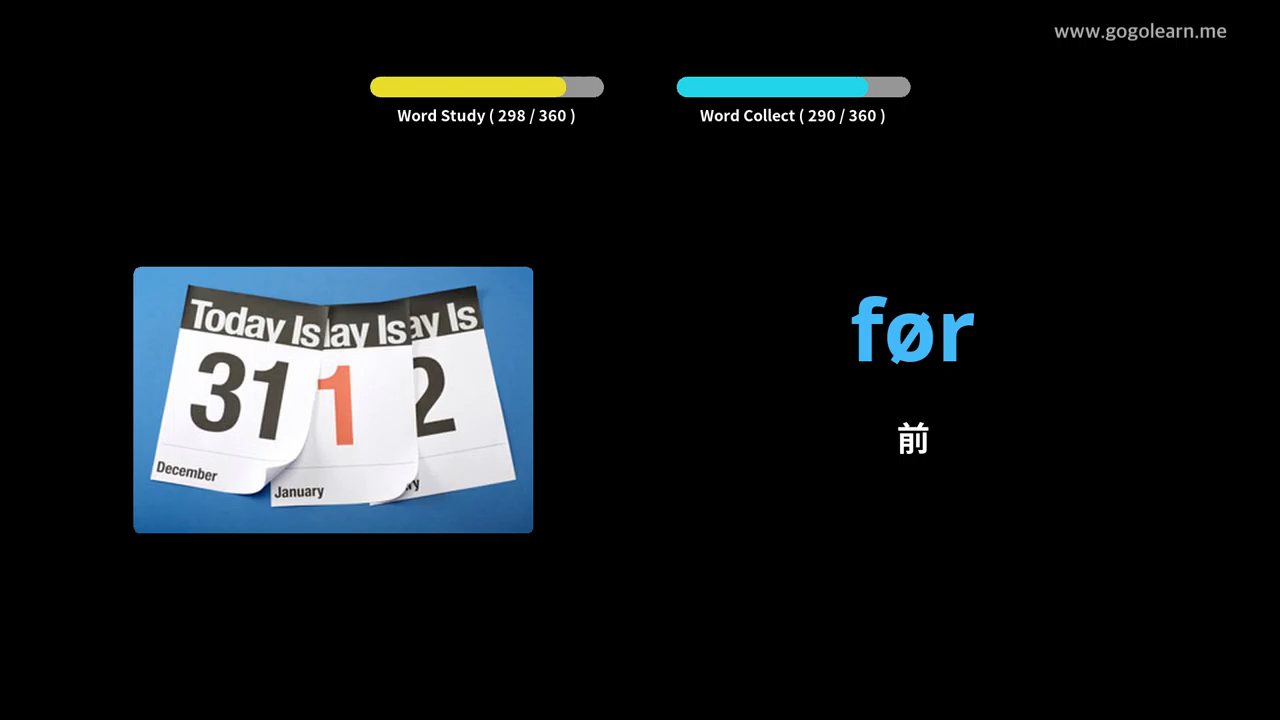 www.gogolearn.me
Word Study ( 298 / 360 )
Word Collect ( 290 / 360 )
Today Is
ay Is
ay Is
31
1
2
December
January
ry
før
前